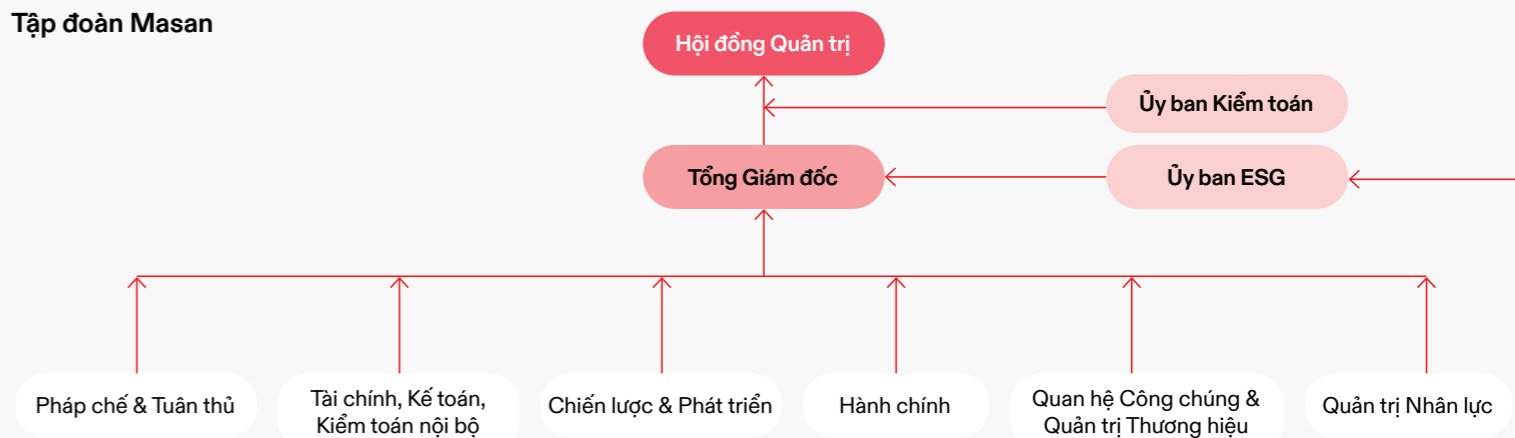 Tập đoàn Masan
Hội đồng Quản trị
Ủy ban Kiểm toán
Tổng Giám đốc
Ủy ban ESG
Pháp chế & Tuân thủ
Tài chính, Kế toán,
Kiểm toán nội bộ
Chiến lược & Phát triển
Hành chính
Quan hệ Công chúng &
Quản trị Thương hiệu
Quản trị Nhân lực